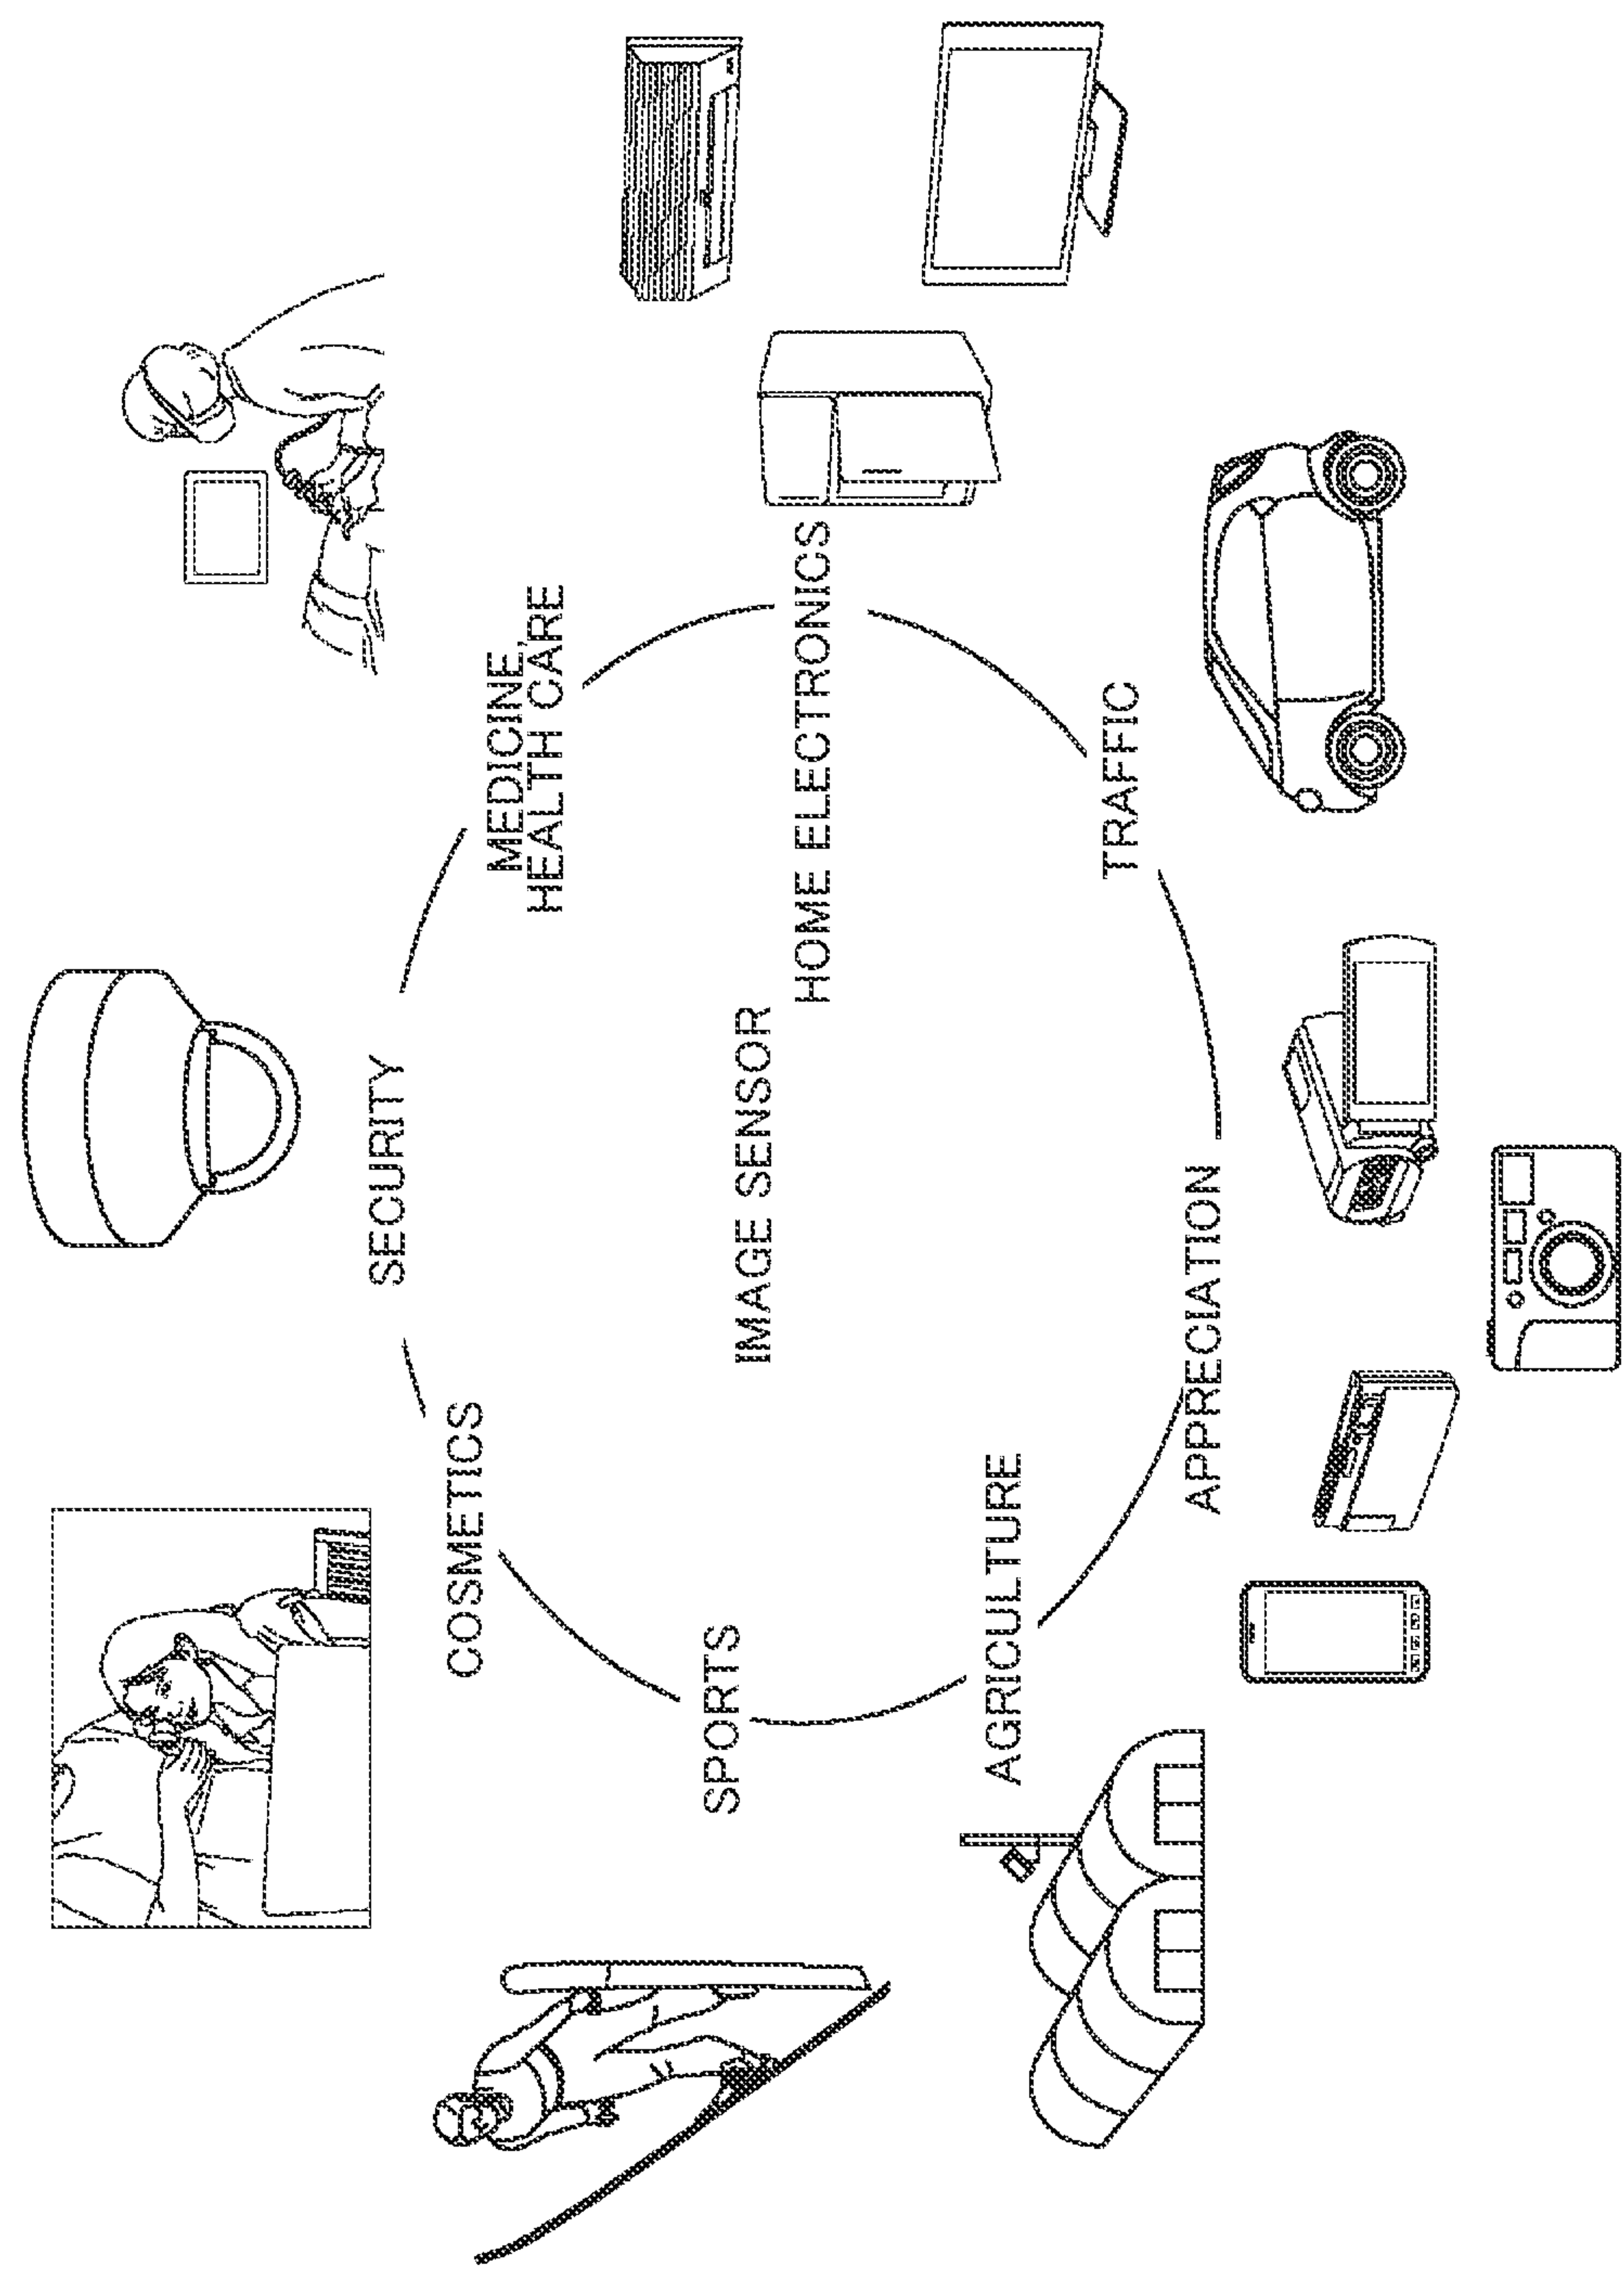 SECURITY
COSMETICS
MEDICINE,
HEALTH CARE
SPORTS
IMAGE SENSOR
HOME ELECTRONICS
AGRICULTURE
TRAFFIC
APPRECIATION